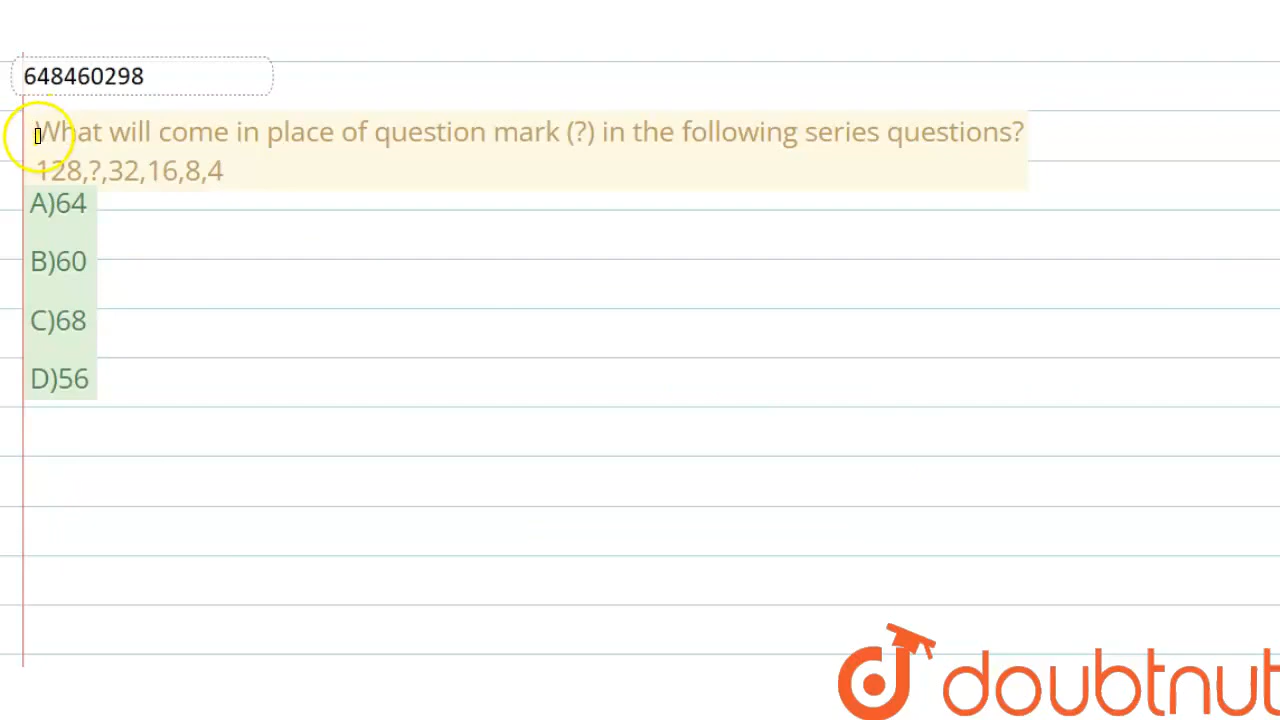 648460298
What will come in place of question mark (?) in the following series questions?
128,?,32,16,8,4
A)64
B)60
C)68
D)56
doubtnut